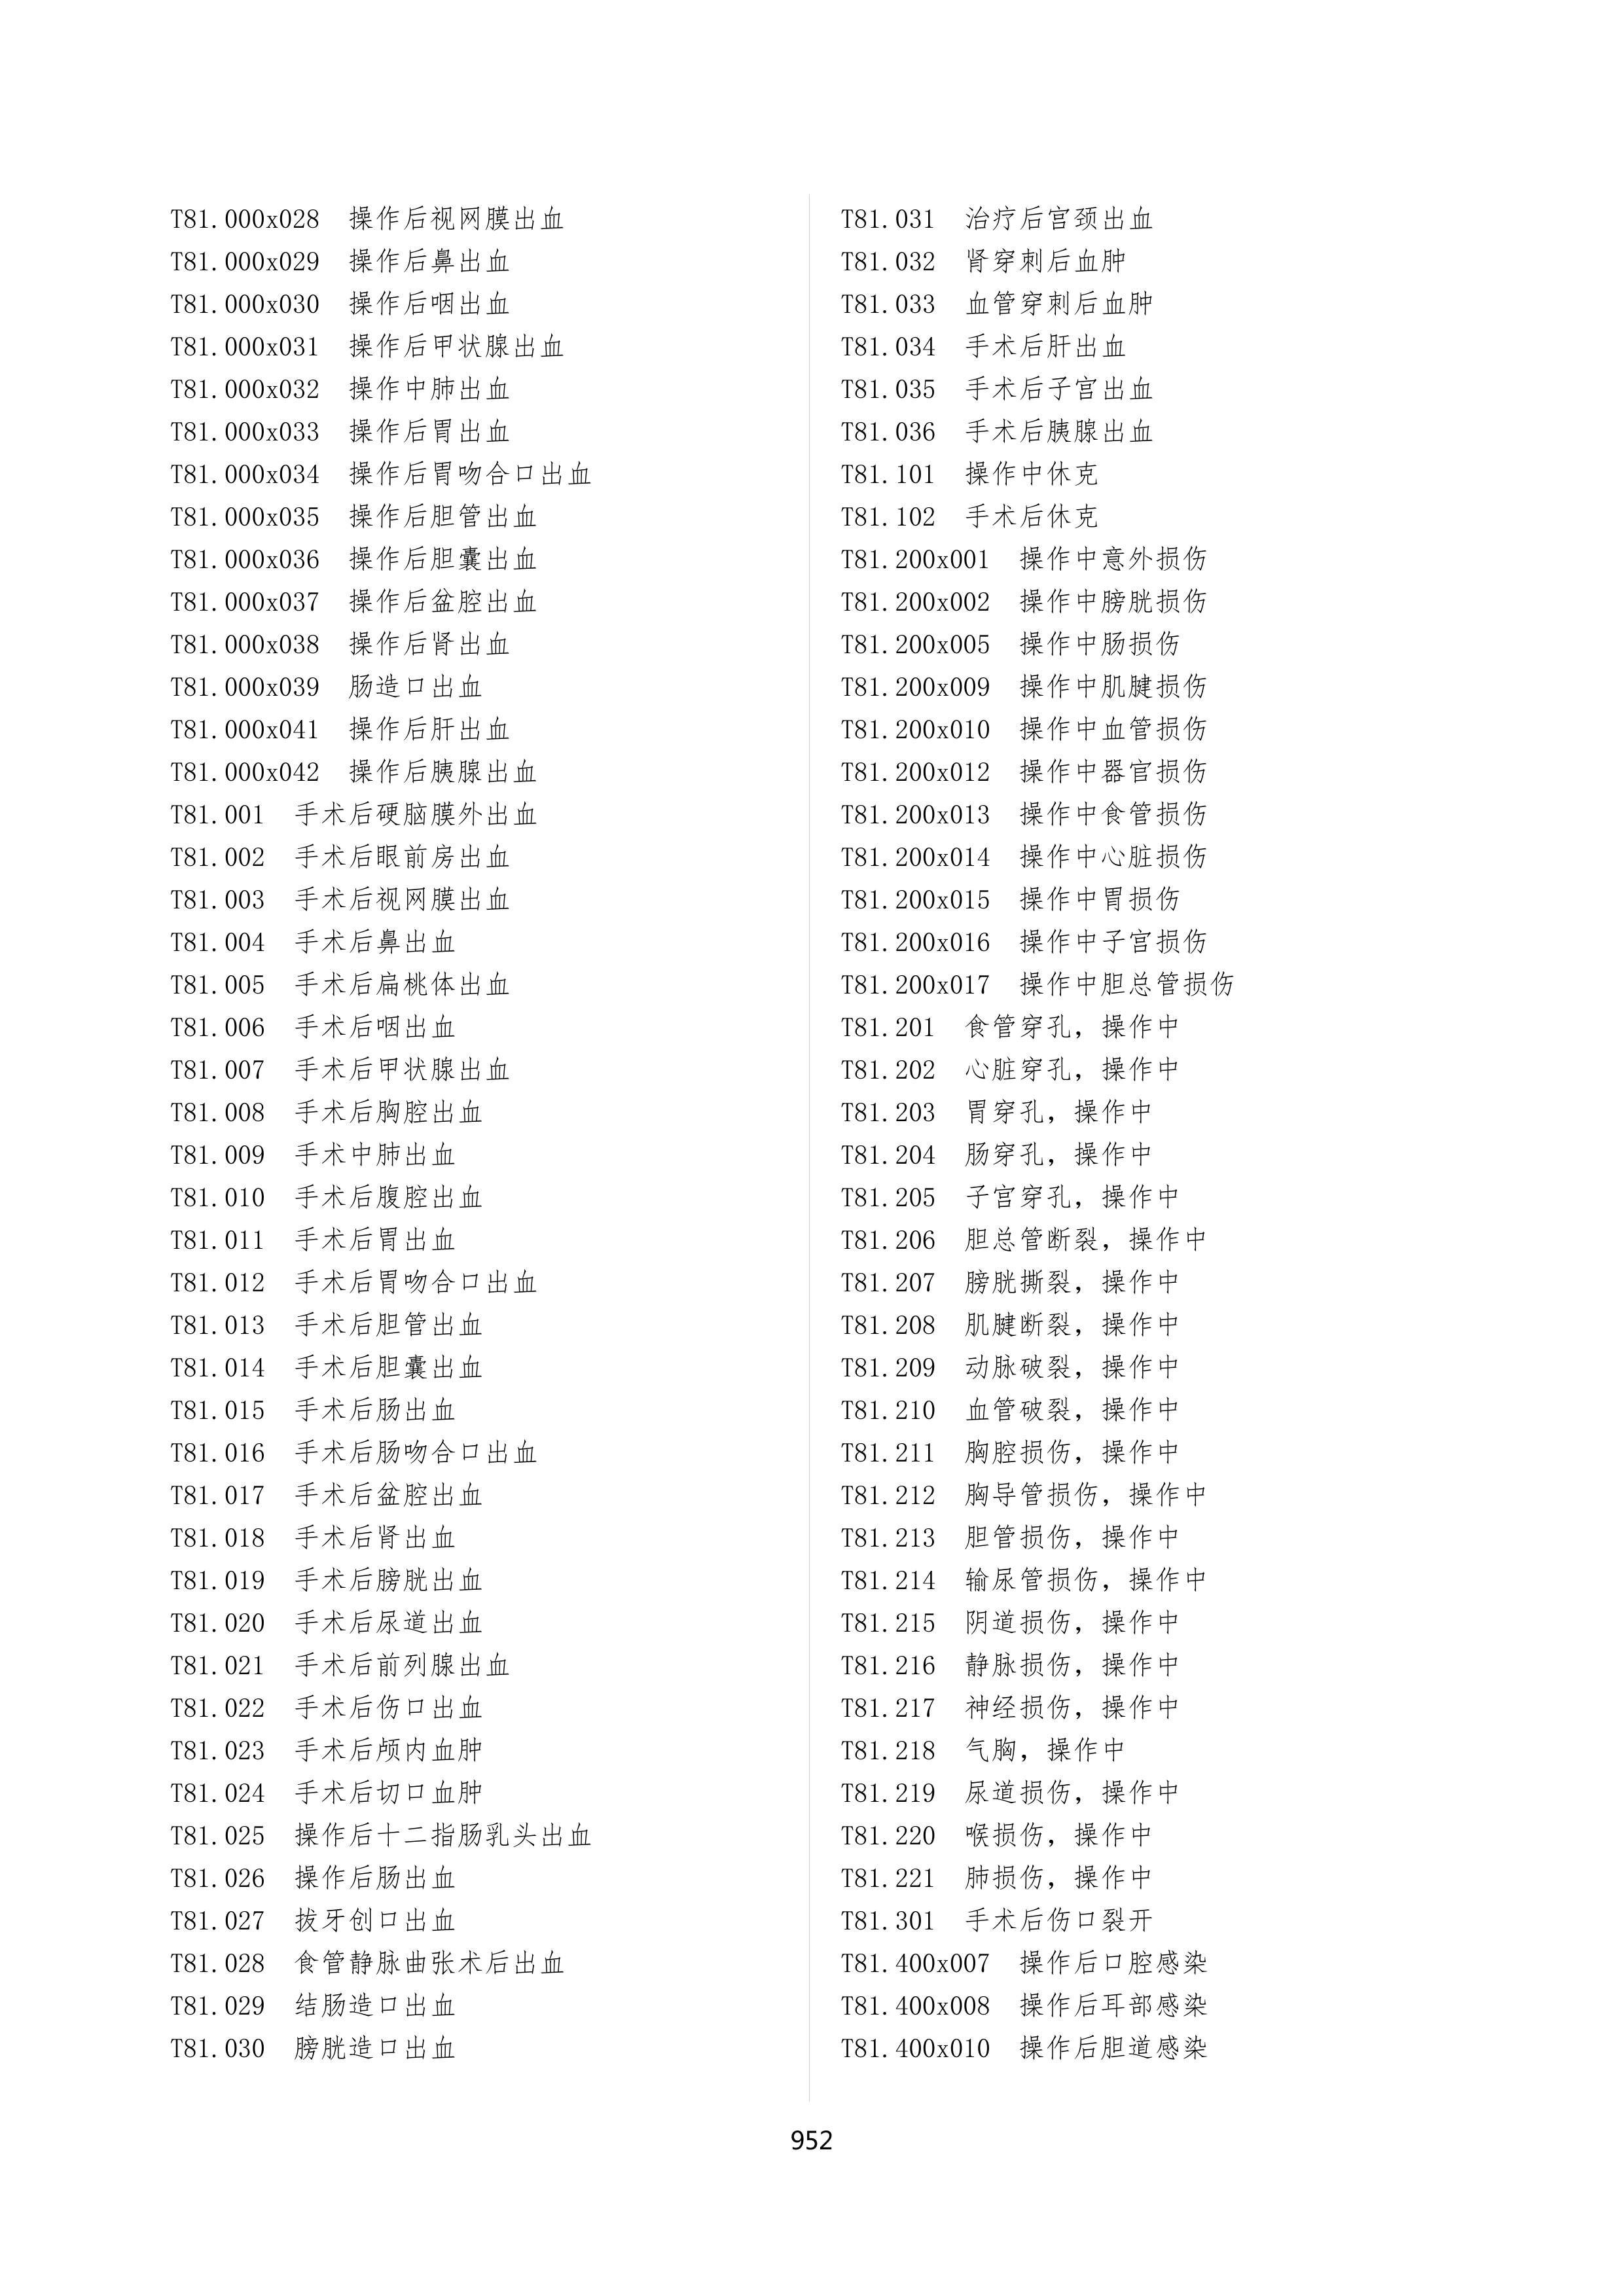 T81.000x028 操作后视网膜出血
T81.000x029 操作后鼻出血
T81.000x030 操作后咽出血
T81.000x031 操作后甲状腺出血
T81.000x032 操作中肺出血
T81.000x033 操作后胃出血
T81.000x034 操作后胃吻合口出血
T81.000x035 操作后胆管出血
T81.000x036 操作后胆囊出血
T81.000x037 操作后盆腔出血
T81.000x038 操作后肾出血
T81.000x039 肠造口出血
T81.000x041 操作后肝出血
T81.000x042 操作后胰腺出血
T81.001 手术后硬脑膜外出血
T81.002 手术后眼前房出血
T81.003 手术后视网膜出血
T81.004 手术后鼻出血
T81.005 手术后扁桃体出血
T81.006 手术后咽出血
T81.007 手术后甲状腺出血
T81.008 手术后胸腔出血
T81.009 手术中肺出血
T81.010 手术后腹腔出血
T81.011 手术后胃出血
T81.012 手术后胃吻合口出血
T81.013 手术后胆管出血
T81.014 手术后胆囊出血
T81.015 手术后肠出血
T81.016 手术后肠吻合口出血
T81.017 手术后盆腔出血
T81.018 手术后肾出血
T81.019 手术后膀胱出血
T81.020 手术后尿道出血
T81.021 手术后前列腺出血
T81.022 手术后伤口出血
T81.023 手术后颅内血肿
T81.024 手术后切口血肿
T81.025 操作后十二指肠乳头出血
T81.026 操作后肠出血
T81.027 拔牙创口出血
T81.028 食管静脉曲张术后出血
T81.029 结肠造口出血
T81.030 膀胱造口出血
T81.031 治疗后宫颈出血
T81.032 肾穿刺后血肿
T81.033 血管穿刺后血肿
T81.034 手术后肝出血
T81.035 手术后子宫出血
T81.036 手术后胰腺出血
T81.101 操作中休克
T81.102 手术后休克
T81.200x001 操作中意外损伤
T81.200x002 操作中膀胱损伤
T81.200x005 操作中肠损伤
T81.200x009 操作中肌腱损伤
T81.200x010 操作中血管损伤
T81.200x012 操作中器官损伤
T81.200x013 操作中食管损伤
T81.200x014 操作中心脏损伤
T81.200x015 操作中胃损伤
T81.200x016 操作中子宫损伤
T81.200x017 操作中胆总管损伤
T81.201 食管穿孔，操作中
T81.202 心脏穿孔，操作中
T81.203 胃穿孔，操作中
T81.204 肠穿孔，操作中
T81.205 子宫穿孔，操作中
T81.206 胆总管断裂，操作中
T81.207 膀胱撕裂，操作中
T81.208 肌腱断裂，操作中
T81.209 动脉破裂，操作中
T81.210 血管破裂，操作中
T81.211 胸腔损伤，操作中
T81.212 胸导管损伤，操作中
T81.213 胆管损伤，操作中
T81.214 输尿管损伤，操作中
T81.215 阴道损伤，操作中
T81.216 静脉损伤，操作中
T81.217 神经损伤，操作中
T81.218 气胸，操作中
T81.219 尿道损伤，操作中
T81.220 喉损伤，操作中
T81.221 肺损伤，操作中
T81.301 手术后伤口裂开
T81.400x007 操作后口腔感染
T81.400x008 操作后耳部感染
T81.400x010 操作后胆道感染
952